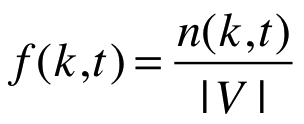 f(k,t) = n(k,t) / |V|